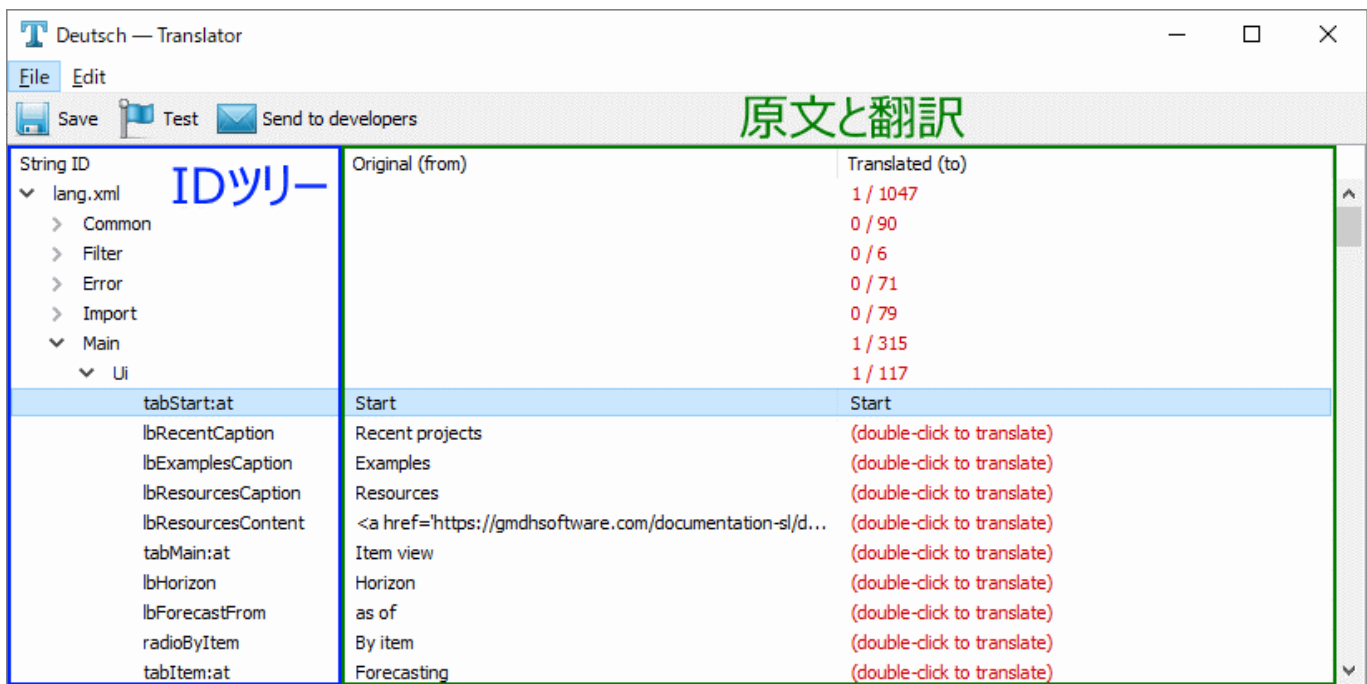 Deutsch — Translator
File Edit
Save Test Send to developers 原文と翻訳
String ID Original (from) Translated (to)
IDツリー
lang.xml 1 / 1047
Common 0 / 90
Filter 0 / 6
Error 0 / 71
Import 0 / 79
Main 1 / 315
Ui 1 / 117
tabStart:at Start Start
lbRecentCaption Recent projects (double-click to translate)
lbExamplesCaption Examples (double-click to translate)
lbResourcesCaption Resources (double-click to translate)
lbResourcesContent <a href='https://gmdhsoftware.com/documentation-sl/d... (double-click to translate)
tabMain:at Item view (double-click to translate)
lbHorizon Horizon (double-click to translate)
lbForecastFrom as of (double-click to translate)
radioByItem By item (double-click to translate)
tabItem:at Forecasting (double-click to translate)